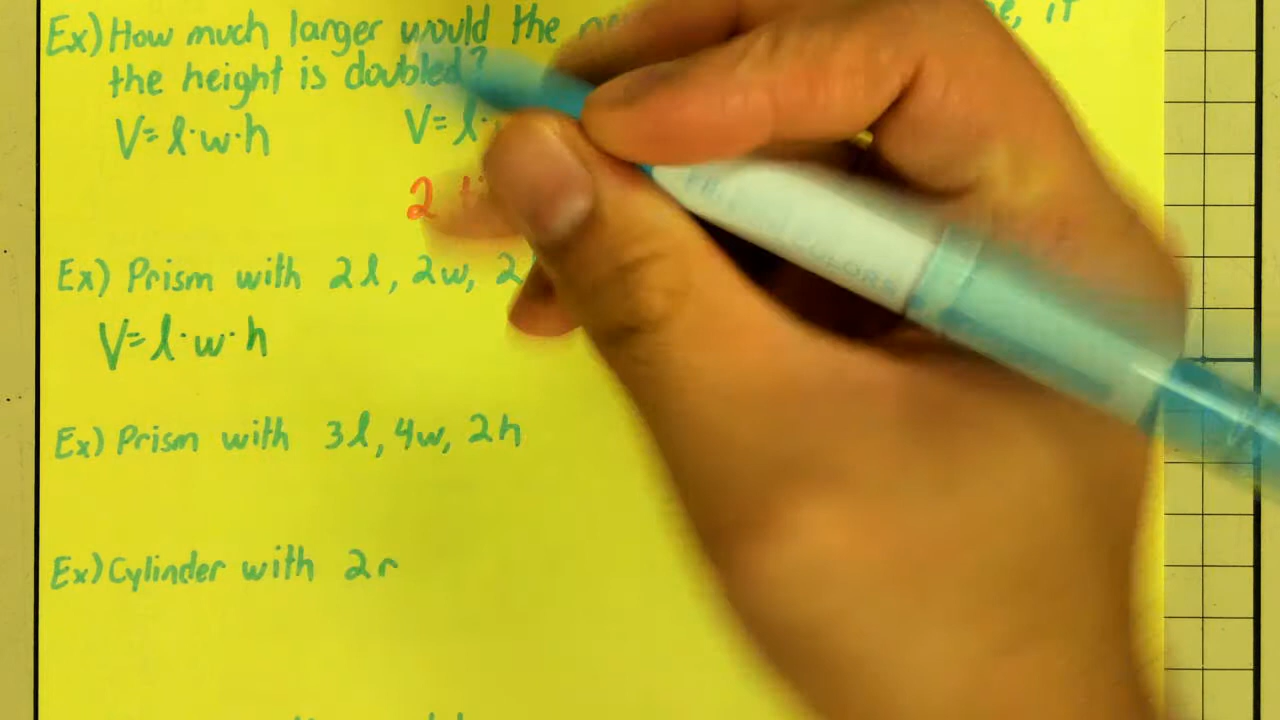 Ex) How much larger would the if
the height is doubled?
V= l·w·h V= l·
2
Ex) Prism with 2l, 2w, 2
V= l·w·h
Ex) Prism with 3l, 4w, 2h
Ex) Cylinder with 2r